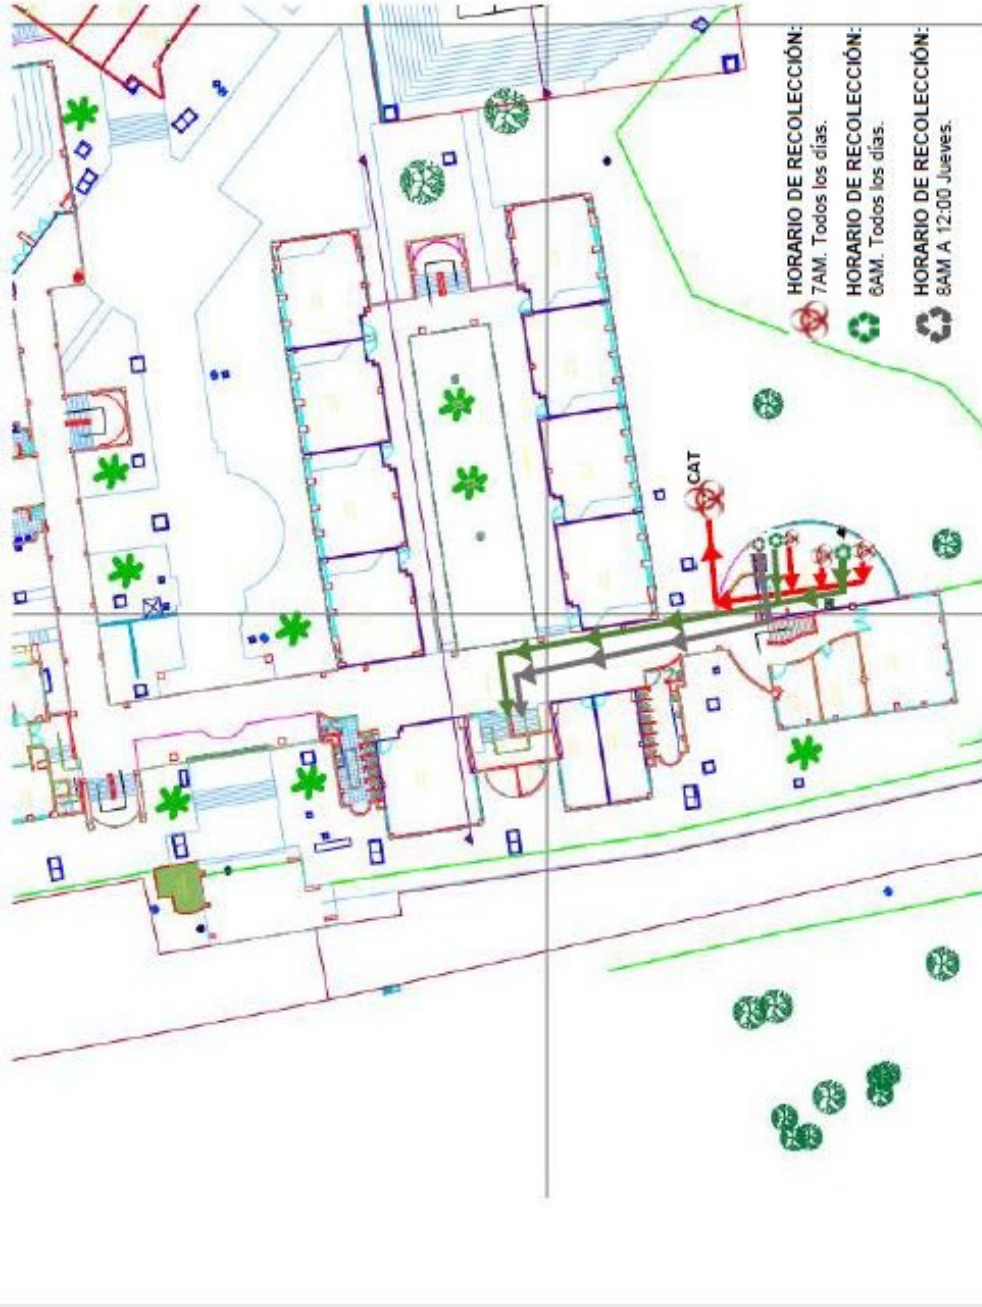 HORARIO DE RECOLECCIÓN:
7AM. Todos los días.
HORARIO DE RECOLECCIÓN:
6AM. Todos los días.
HORARIO DE RECOLECCIÓN:
8AM A 12:00 Jueves.
CAT